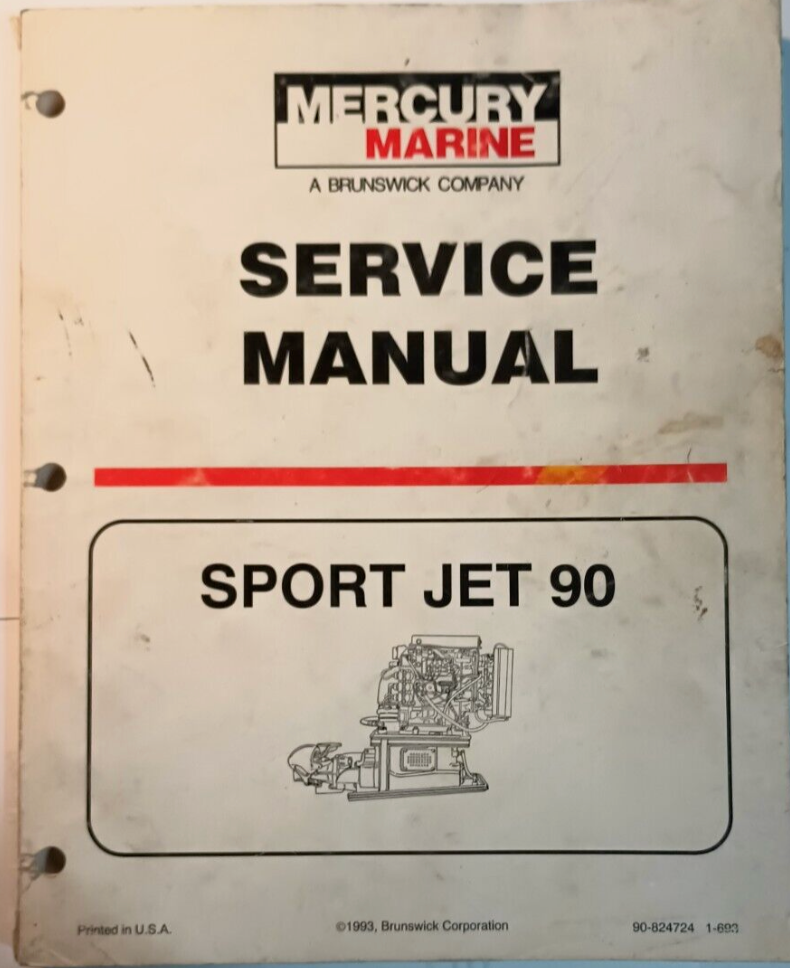 MERCURY
MARINE
A BRUNSWICK COMPANY
SERVICE
MANUAL
SPORT JET 90
Printed in U.S.A.
©1993, Brunswick Corporation
90-824724 1-693